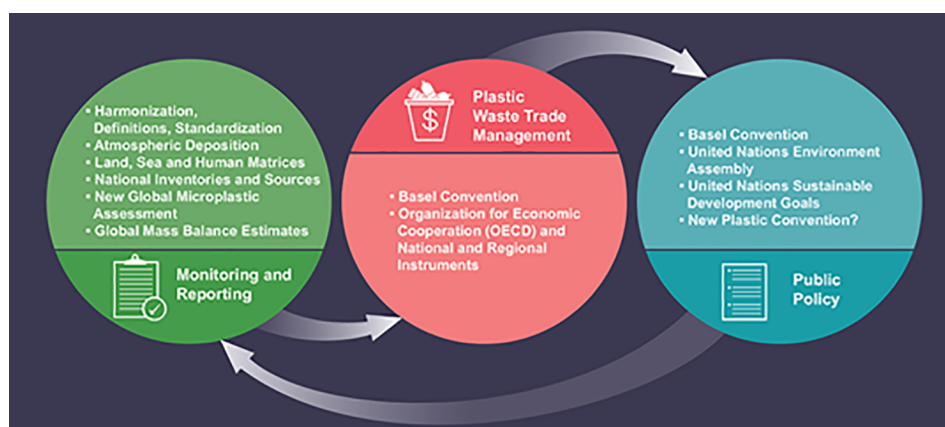 ▪ Harmonization,
Definitions, Standardization
▪ Atmospheric Deposition
▪ Land, Sea and Human Matrices
▪ National Inventories and Sources
▪ New Global Microplastic
Assessment
▪ Global Mass Balance Estimates
Monitoring and
Reporting
$
Plastic
Waste Trade
Management
▪ Basel Convention
▪ Organization for Economic
Cooperation (OECD) and
National and Regional
Instruments
▪ Basel Convention
▪ United Nations Environment
Assembly
▪ United Nations Sustainable
Development Goals
▪ New Plastic Convention?
Public
Policy